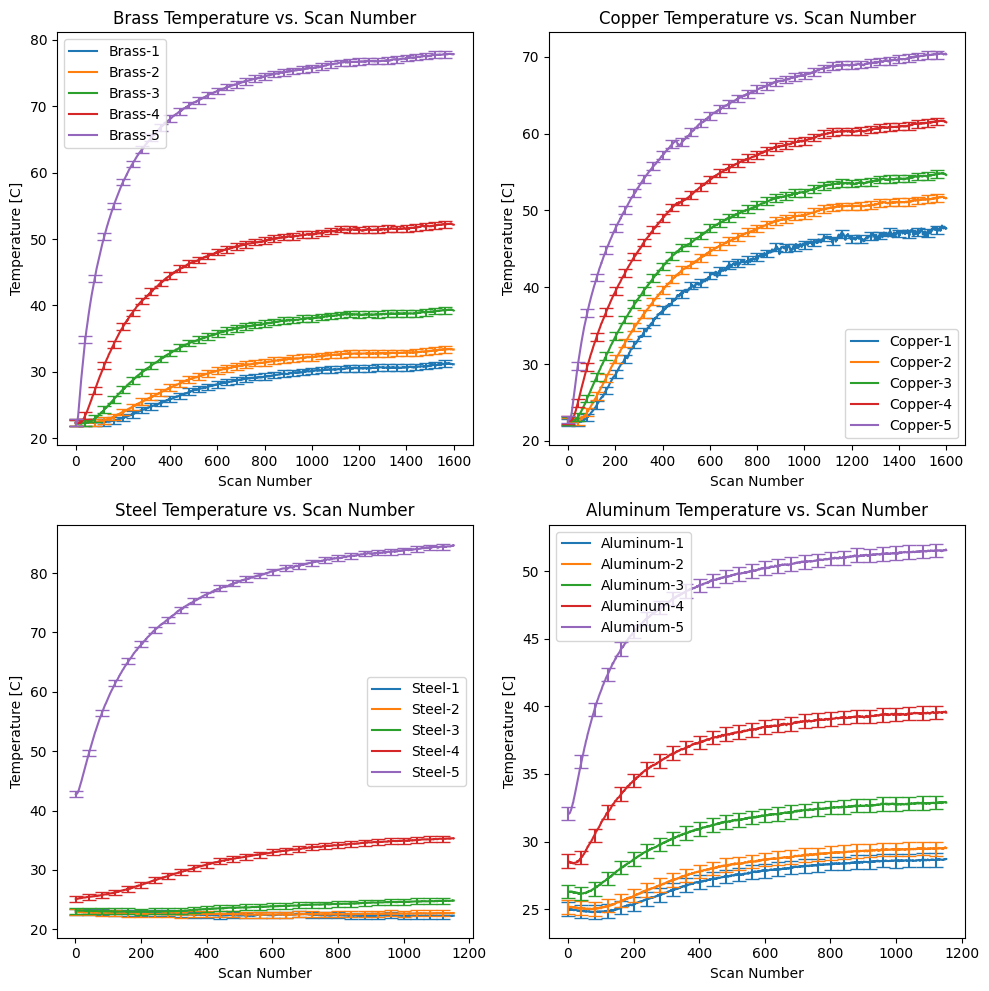 Brass Temperature vs. Scan Number
80
70
60
50
40
30
20
Temperature [C]
Brass-1
Brass-2
Brass-3
Brass-4
Brass-5
0 200 400 600 800 1000 1200 1400 1600
Scan Number
Copper Temperature vs. Scan Number
70
60
50
40
30
20
Temperature [C]
Copper-1
Copper-2
Copper-3
Copper-4
Copper-5
0 200 400 600 800 1000 1200 1400 1600
Scan Number
Steel Temperature vs. Scan Number
80
70
60
50
40
30
20
Temperature [C]
Steel-1
Steel-2
Steel-3
Steel-4
Steel-5
0 200 400 600 800 1000 1200
Scan Number
Aluminum Temperature vs. Scan Number
50
45
40
35
30
25
Temperature [C]
Aluminum-1
Aluminum-2
Aluminum-3
Aluminum-4
Aluminum-5
0 200 400 600 800 1000 1200
Scan Number